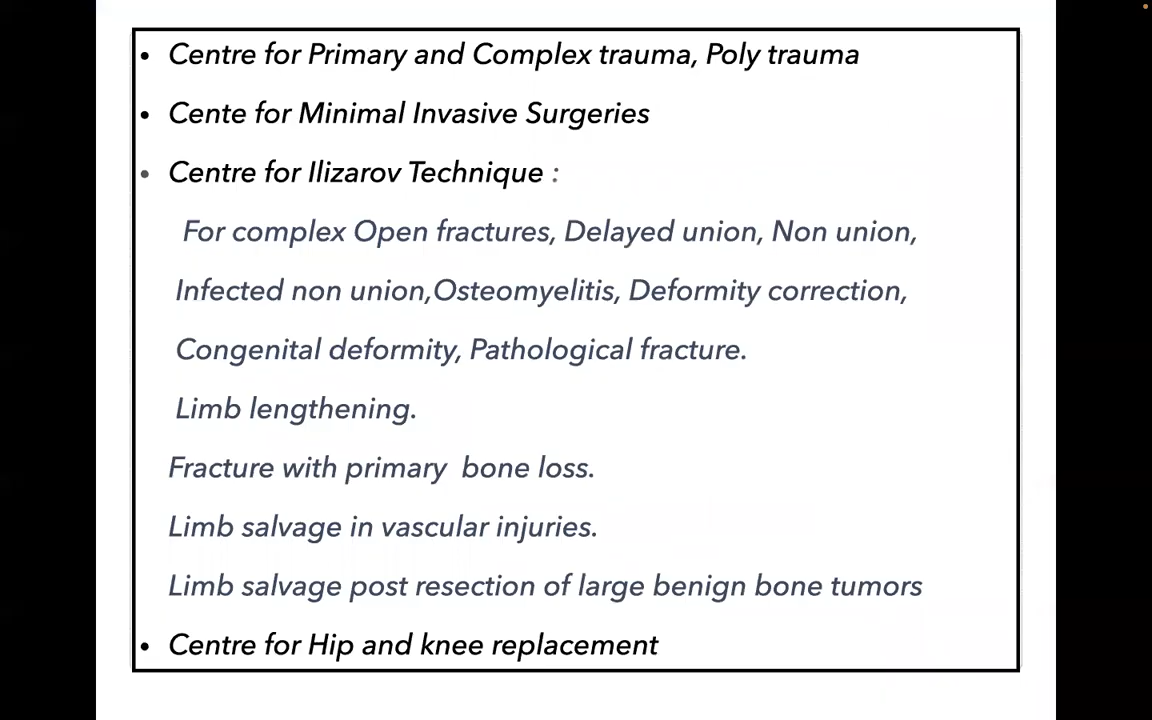 • Centre for Primary and Complex trauma, Poly trauma
• Cente for Minimal Invasive Surgeries
• Centre for Ilizarov Technique :
For complex Open fractures, Delayed union, Non union,
Infected non union,Osteomyelitis, Deformity correction,
Congenital deformity, Pathological fracture.
Limb lengthening.
Fracture with primary  bone loss.
Limb salvage in vascular injuries.
Limb salvage post resection of large benign bone tumors
• Centre for Hip and knee replacement